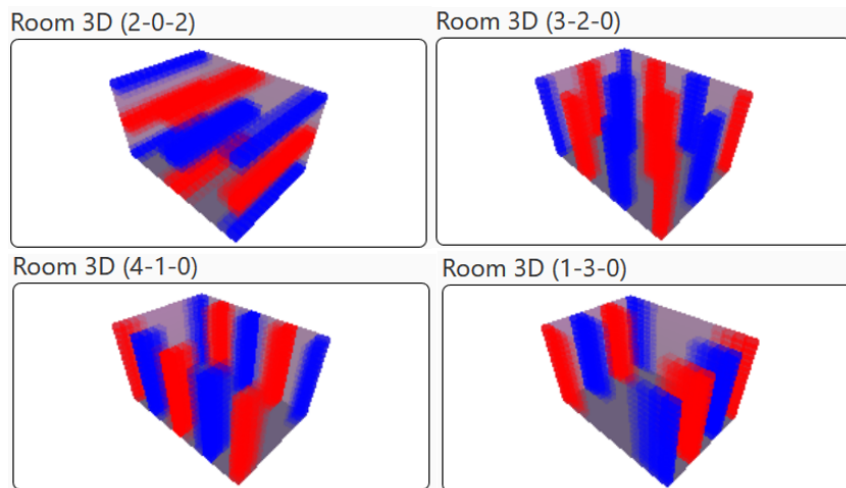 Room 3D (2-0-2)
Room 3D (3-2-0)
Room 3D (4-1-0)
Room 3D (1-3-0)